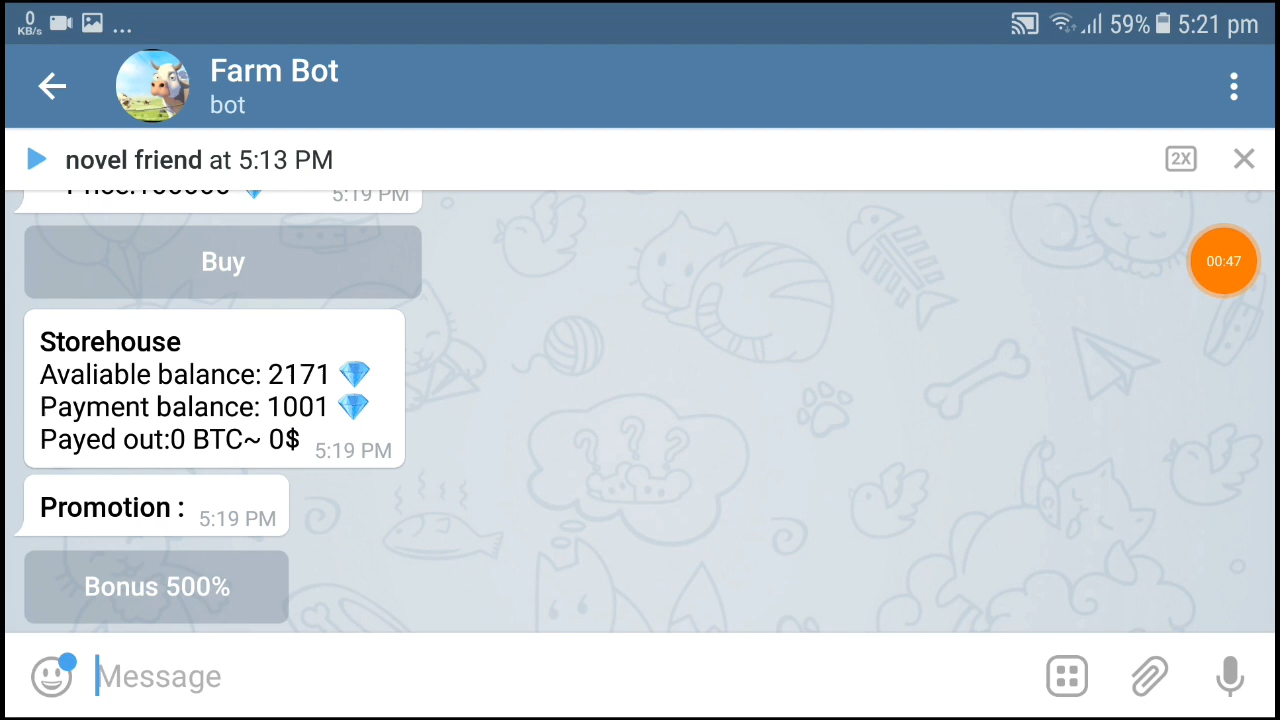 0
KB/s
... 59% 5:21 pm
Farm Bot
bot
novel friend at 5:13 PM
2X
Price:100000 💎 5:19 PM
Buy
00:47
Storehouse
Avaliable balance: 2171 💎
Payment balance: 1001 💎
Payed out:0 BTC~ 0$ 5:19 PM
Promotion : 5:19 PM
Bonus 500%
Message